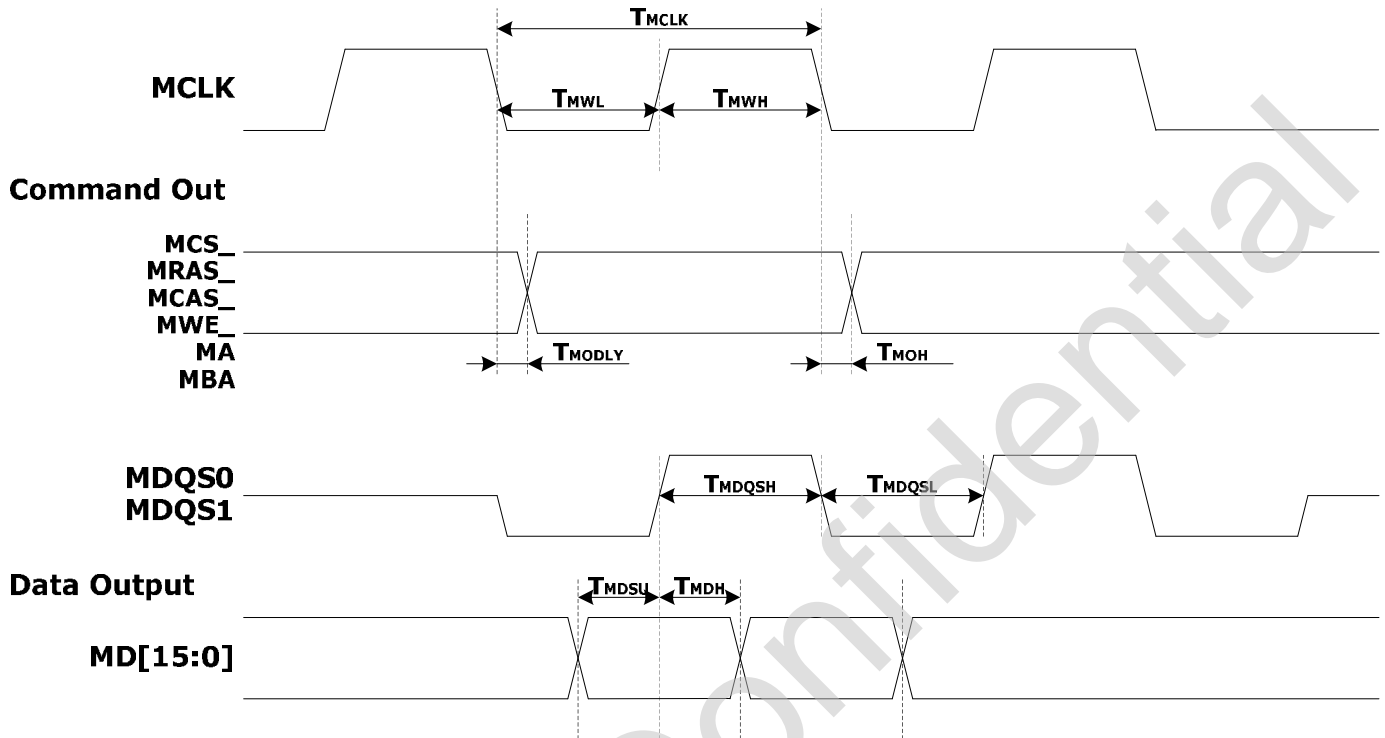 TMCLK
MCLK
TMWL
TMWH
Command Out
MCS_
MRAS_
MCAS_
MWE_
MA
MBA
TMODLY
TMOH
MDQS0
MDQS1
TMDQSH
TMDQSL
Data Output
TMDSU
TMDH
MD[15:0]
Confidential